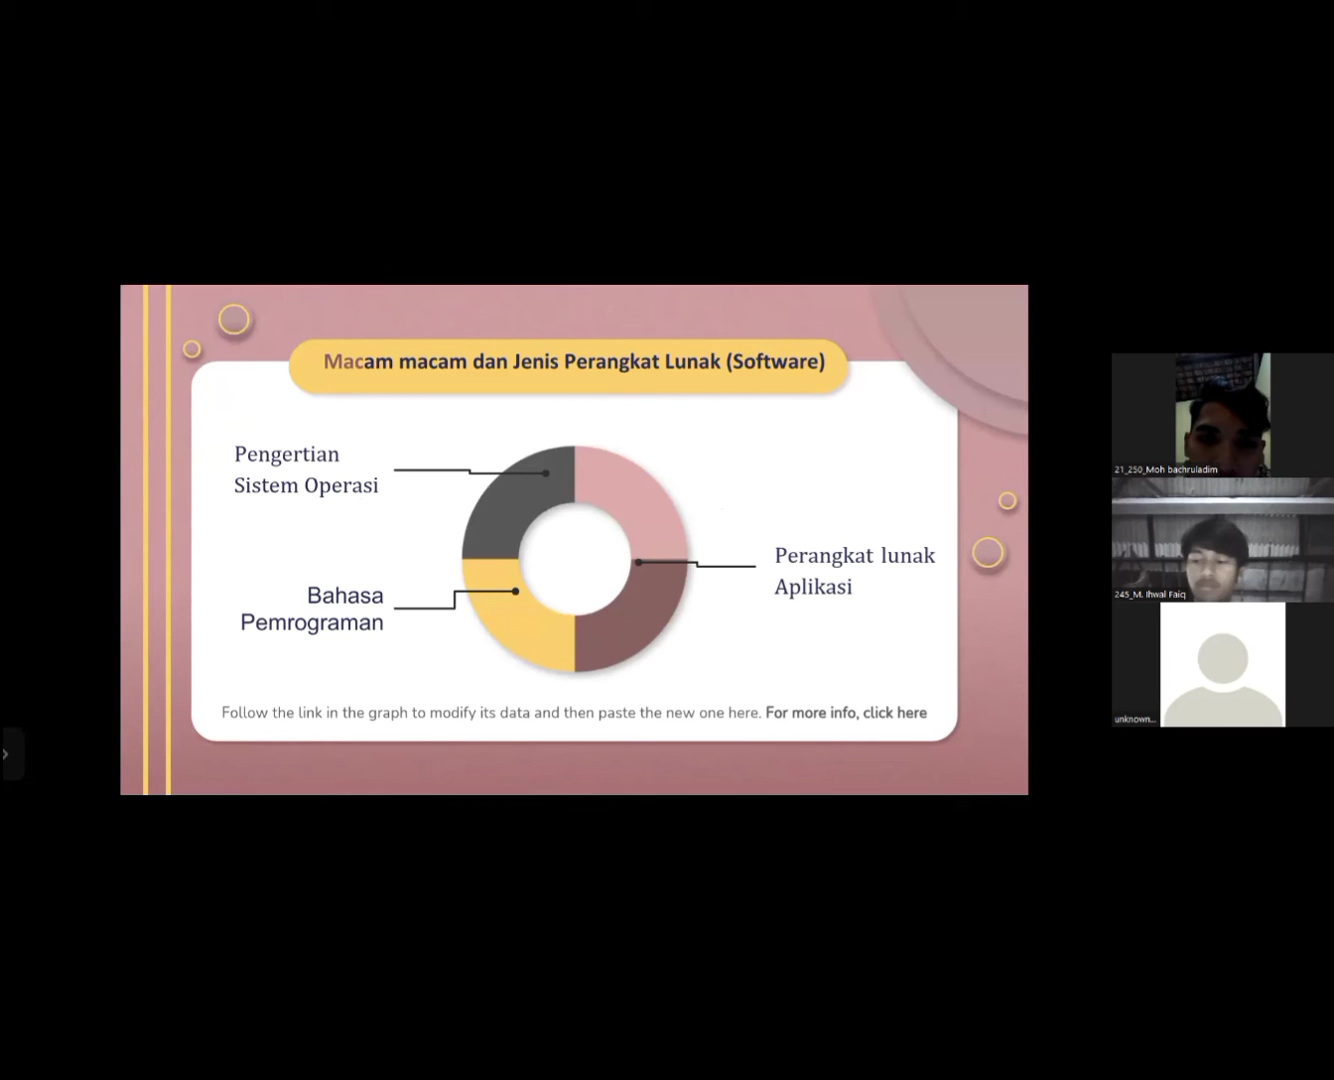 Macam macam dan Jenis Perangkat Lunak (Software)
Pengertian
Sistem Operasi
Bahasa
Pemrograman
Perangkat lunak
Aplikasi
Follow the link in the graph to modify its data and then paste the new one here. For more info, click here
21_250_Moh bachruladim
245_M. Ihwal Faiq
unknown...